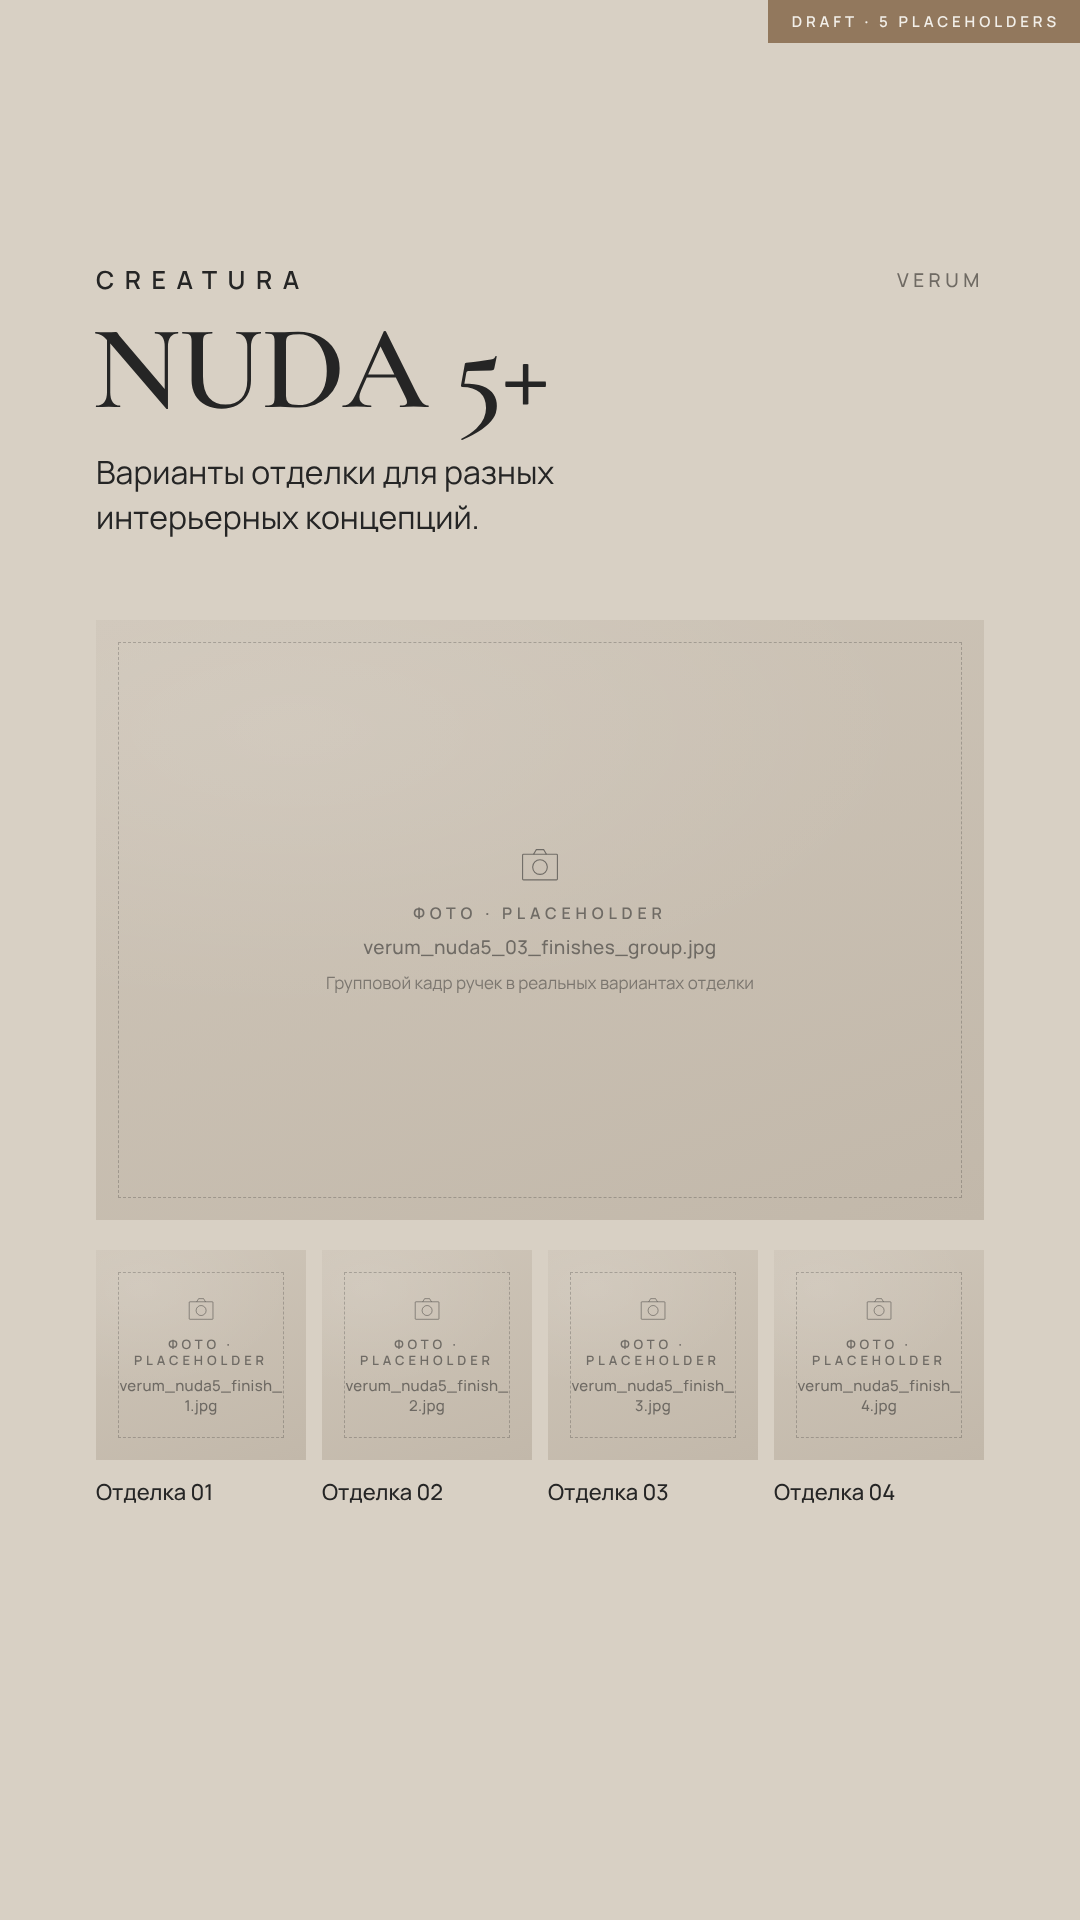 DRAFT · 5 PLACEHOLDERS
CREATURA
VERUM
NUDA 5+
Варианты отделки для разных
интерьерных концепций.
ФОТО · PLACEHOLDER
verum_nuda5_03_finishes_group.jpg
Групповой кадр ручек в реальных вариантах отделки
ФОТО ·
PLACEHOLDER
verum_nuda5_finish_
1.jpg
Отделка 01
ФОТО ·
PLACEHOLDER
verum_nuda5_finish_
2.jpg
Отделка 02
ФОТО ·
PLACEHOLDER
verum_nuda5_finish_
3.jpg
Отделка 03
ФОТО ·
PLACEHOLDER
verum_nuda5_finish_
4.jpg
Отделка 04